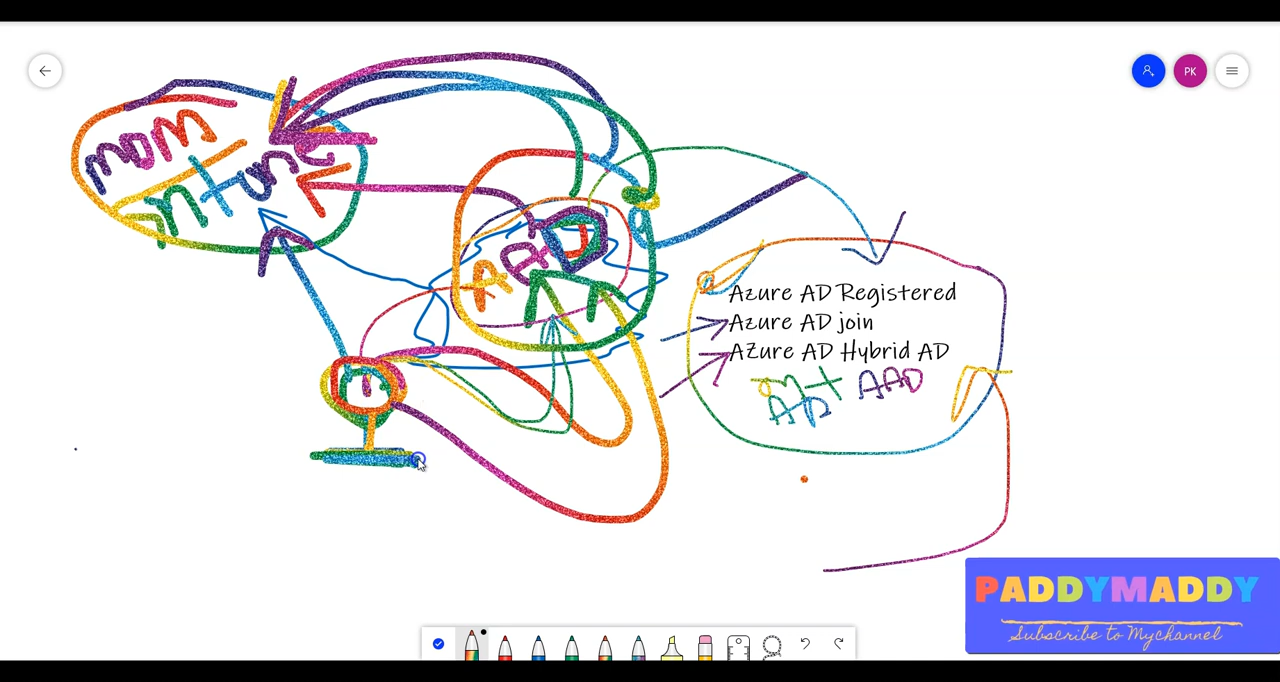 MDM
Intune
PK
AAD
Azure AD Registered
Azure AD join
Azure AD Hybrid AD
AD + AAD
PADDYMADDY
Subscribe to Mychannel